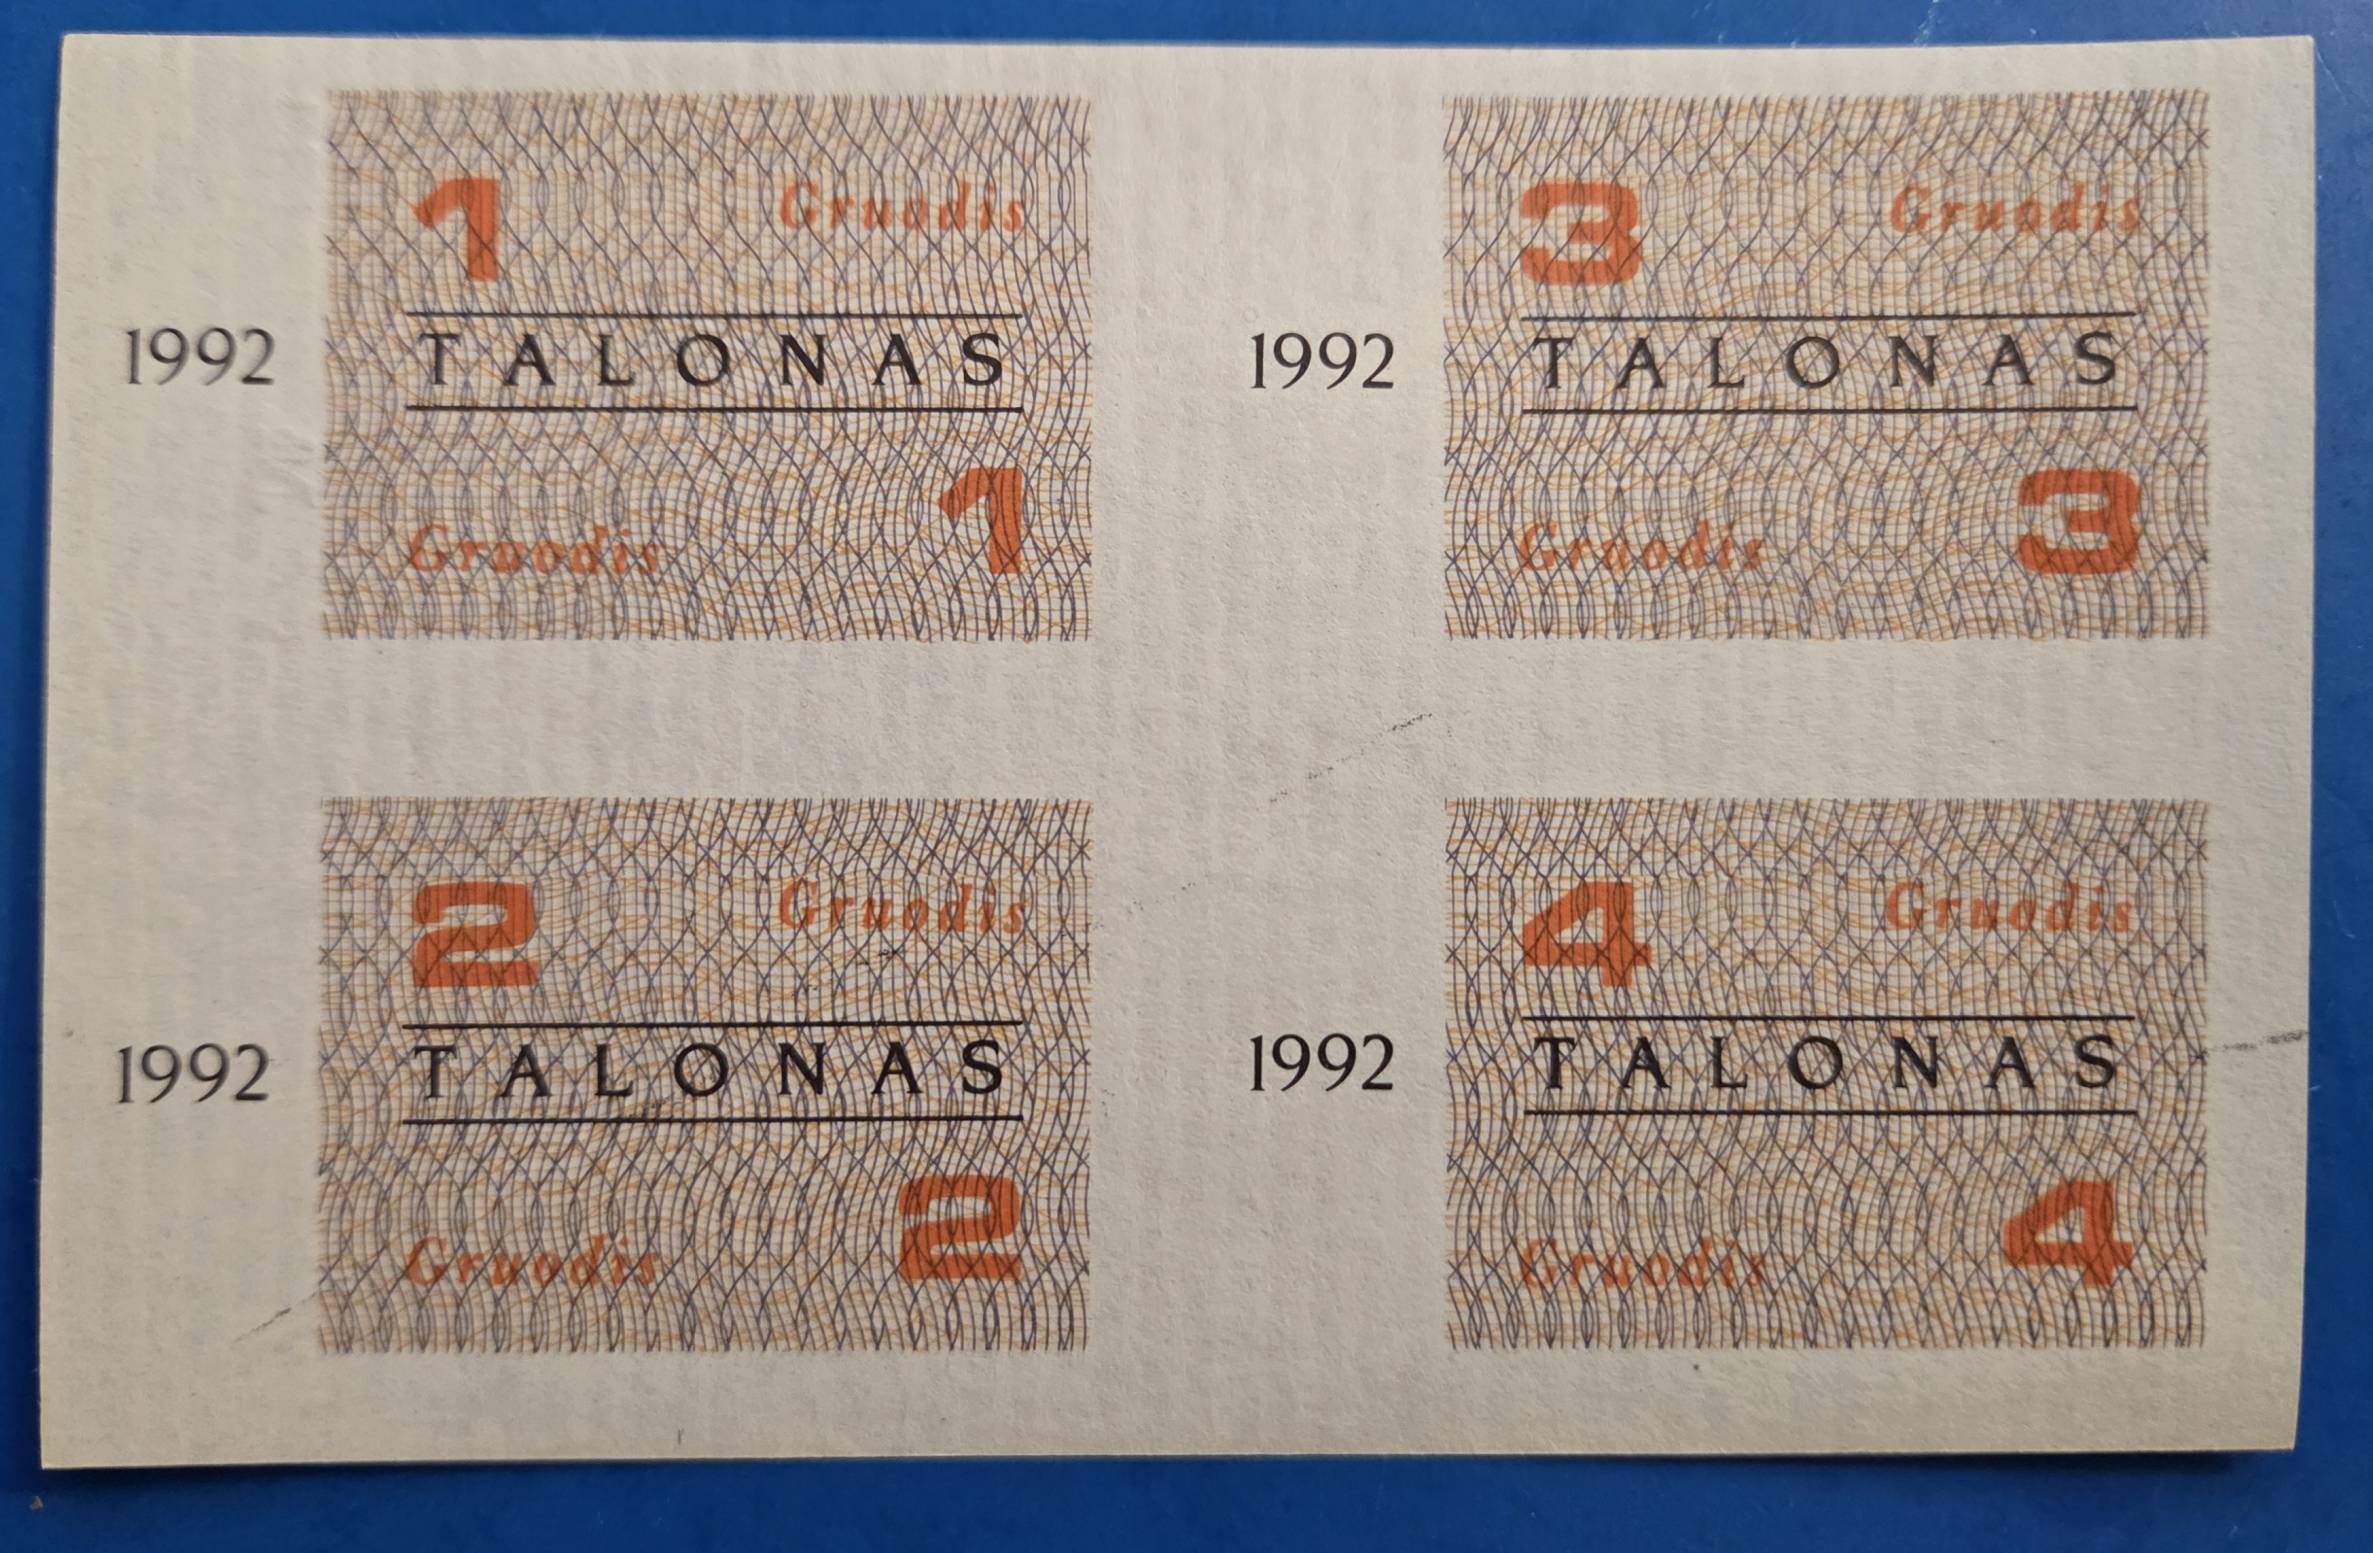 1 Gruodis
1992 TALONAS
Gruodis 1
3 Gruodis
1992 TALONAS
Gruodis 3
2 Gruodis
1992 TALONAS
Gruodis 2
4 Gruodis
1992 TALONAS
Gruodis 4